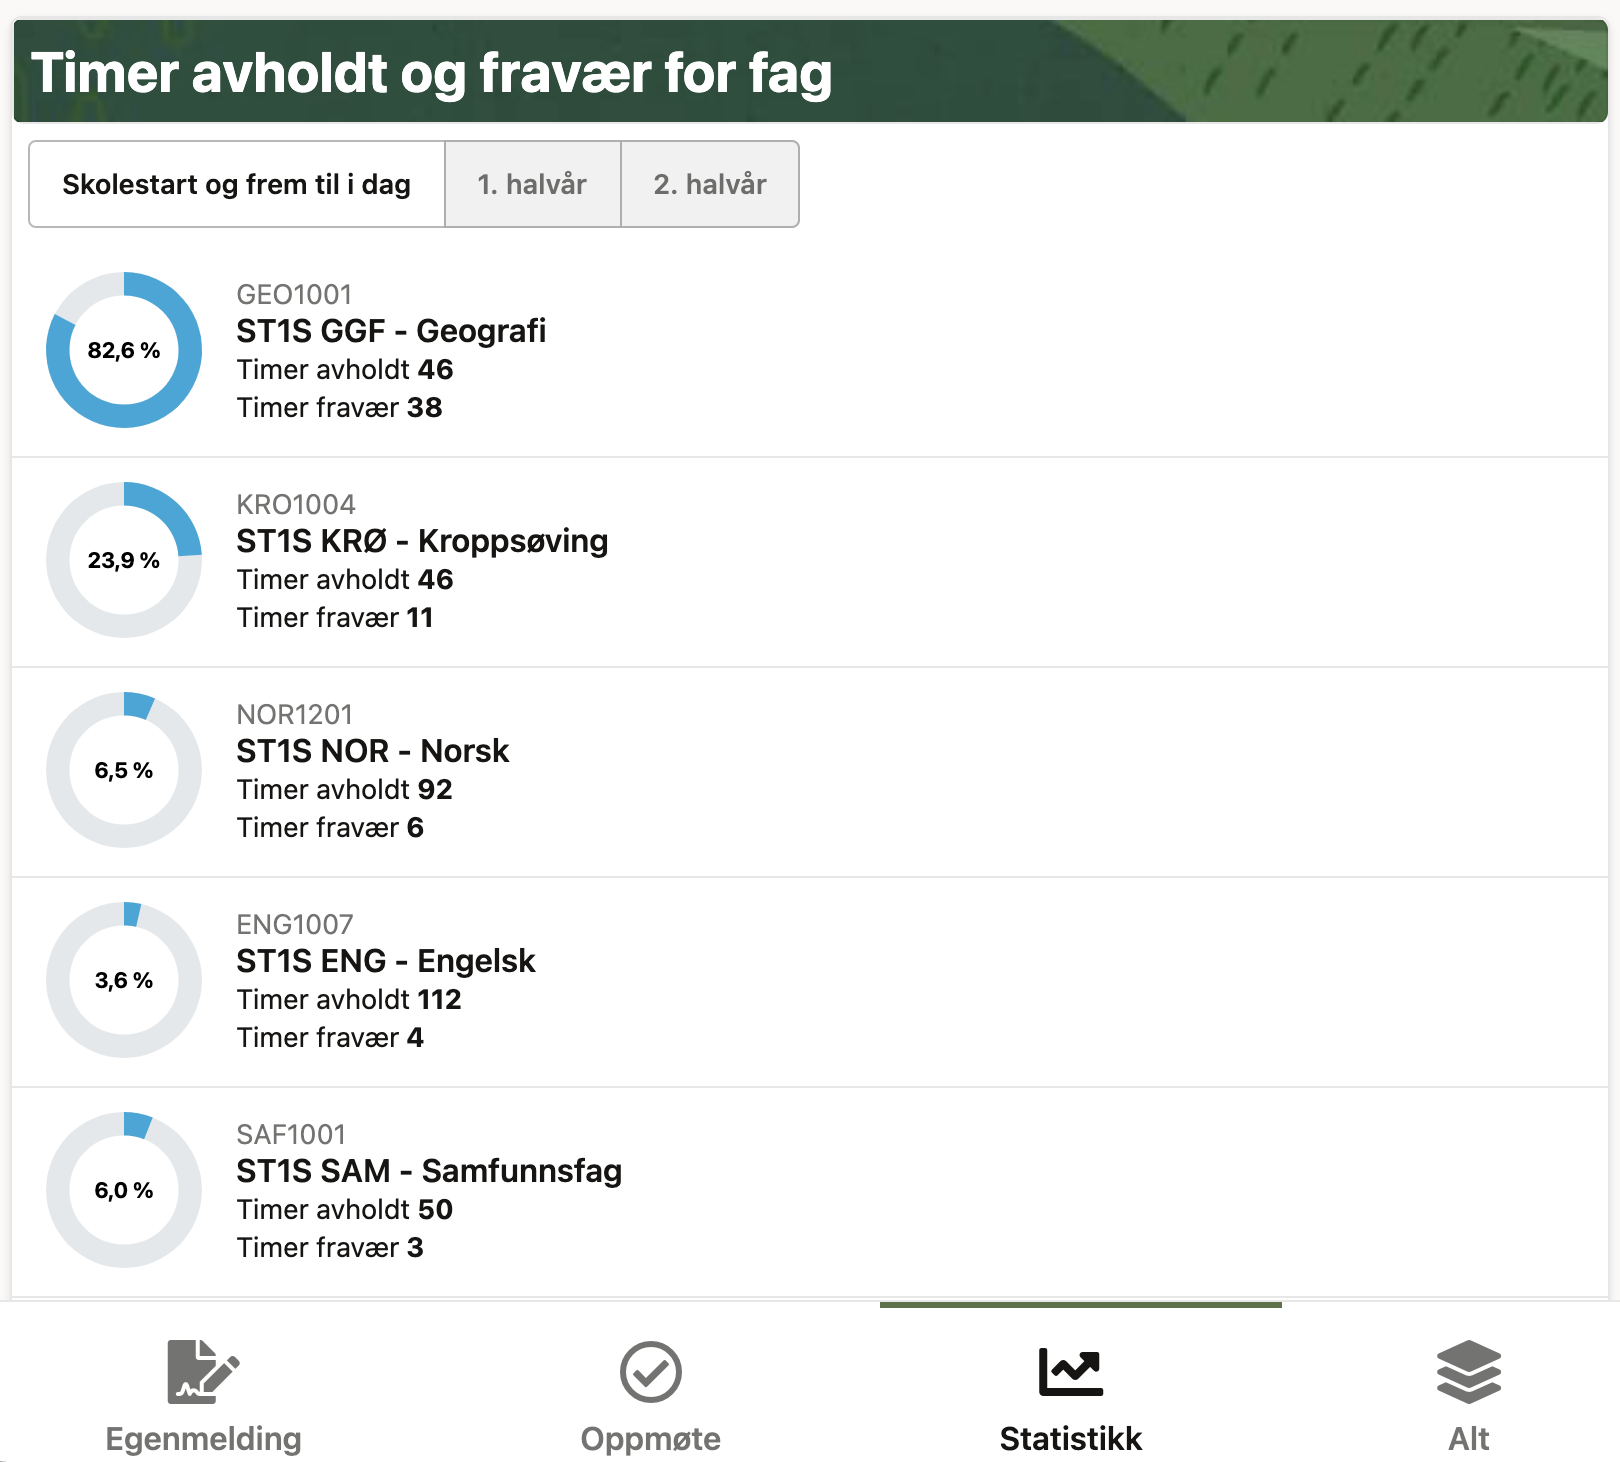 Timer avholdt og fravær for fag
Skolestart og frem til i dag
1. halvår
2. halvår
82,6 %
GEO1001
ST1S GGF - Geografi
Timer avholdt 46
Timer fravær 38
23,9 %
KRO1004
ST1S KRØ - Kroppsøving
Timer avholdt 46
Timer fravær 11
6,5 %
NOR1201
ST1S NOR - Norsk
Timer avholdt 92
Timer fravær 6
3,6 %
ENG1007
ST1S ENG - Engelsk
Timer avholdt 112
Timer fravær 4
6,0 %
SAF1001
ST1S SAM - Samfunnsfag
Timer avholdt 50
Timer fravær 3
Egenmelding
Oppmøte
Statistikk
Alt